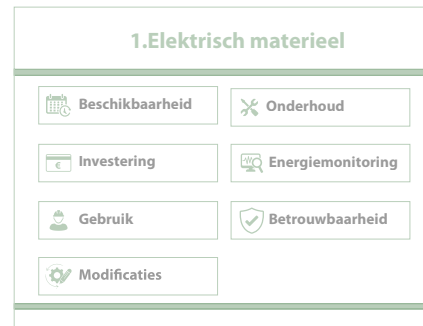 1.Elektrisch materieel
Beschikbaarheid
Onderhoud
Investering
Energiemonitoring
Gebruik
Betrouwbaarheid
Modificaties